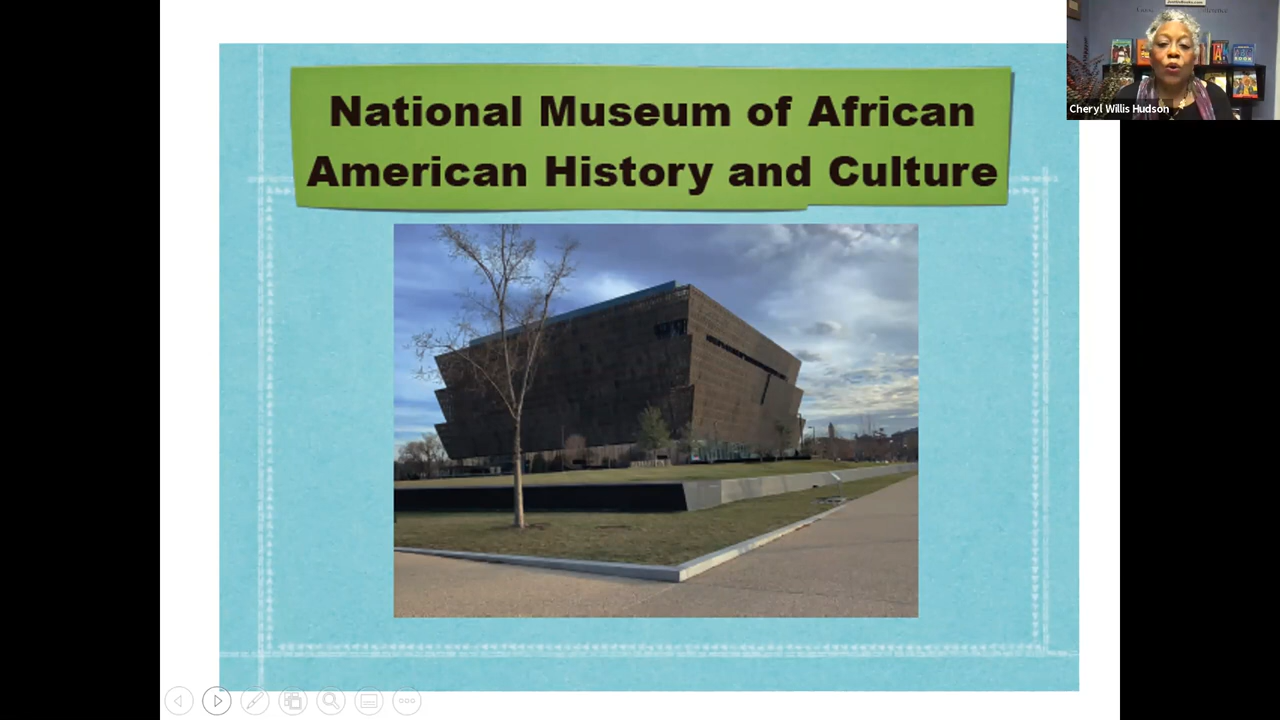 National Museum of African
American History and Culture
Cheryl Willis Hudson